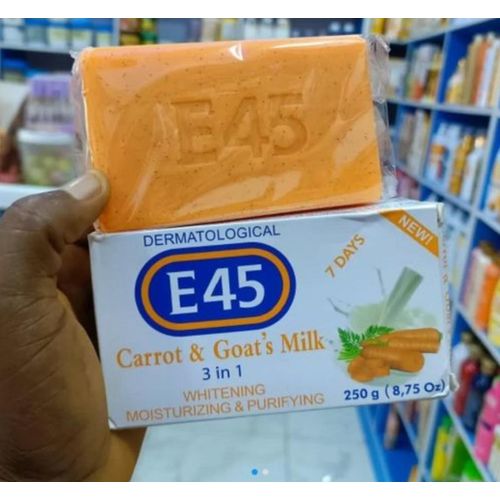 E45
DERMATOLOGICAL
E45
7 DAYS
NEW!
Carrot & Goat's Milk
3 in 1
WHITENING
MOISTURIZING & PURIFYING
250 g ( 8,75 Oz)